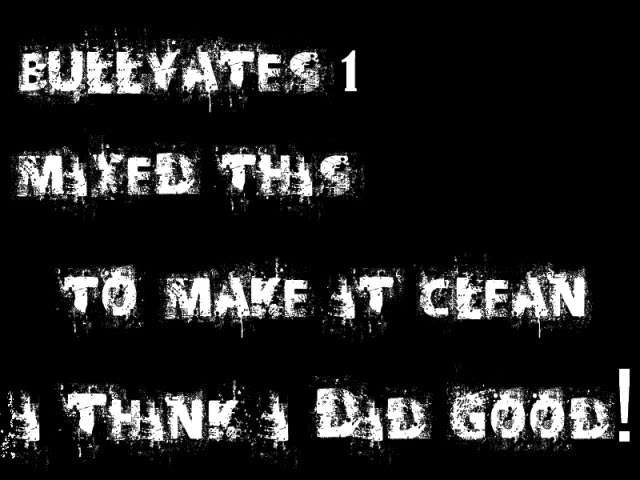 BULLYATES 1
MIXED THIS
TO MAKE IT CLEAN
I THINK I DID GOOD!